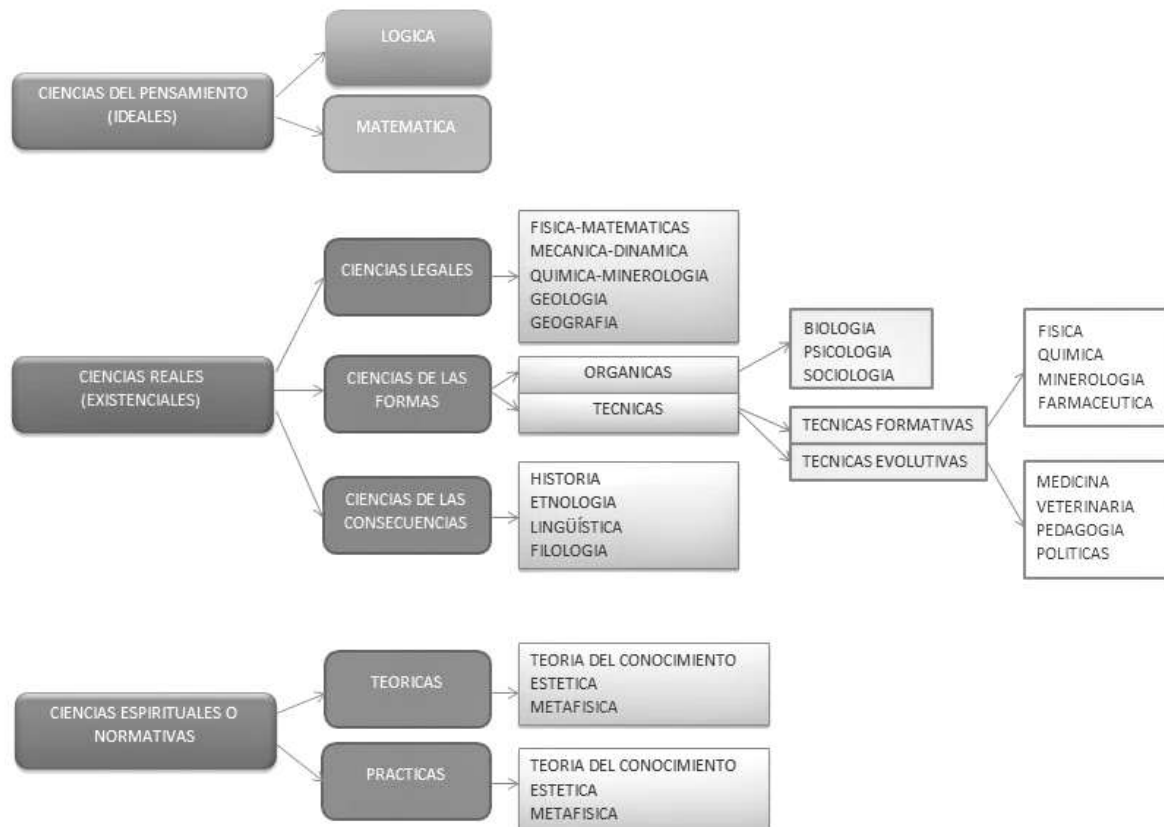 LOGICA
CIENCIAS DEL PENSAMIENTO
(IDEALES)
MATEMATICA
CIENCIAS REALES
(EXISTENCIALES)
CIENCIAS LEGALES
FISICA-MATEMATICAS
MECANICA-DINAMICA
QUIMICA-MINEROLOGIA
GEOLOGIA
GEOGRAFIA
CIENCIAS DE LAS
FORMAS
ORGANICAS
TECNICAS
BIOLOGIA
PSICOLOGIA
SOCIOLOGIA
TECNICAS FORMATIVAS
TECNICAS EVOLUTIVAS
FISICA
QUIMICA
MINEROLOGIA
FARMACEUTICA
MEDICINA
VETERINARIA
PEDAGOGIA
POLITICAS
CIENCIAS DE LAS
CONSECUENCIAS
HISTORIA
ETNOLOGIA
LINGÜÍSTICA
FILOLOGIA
CIENCIAS ESPIRITUALES O
NORMATIVAS
TEORICAS
TEORIA DEL CONOCIMIENTO
ESTETICA
METAFISICA
PRACTICAS
TEORIA DEL CONOCIMIENTO
ESTETICA
METAFISICA